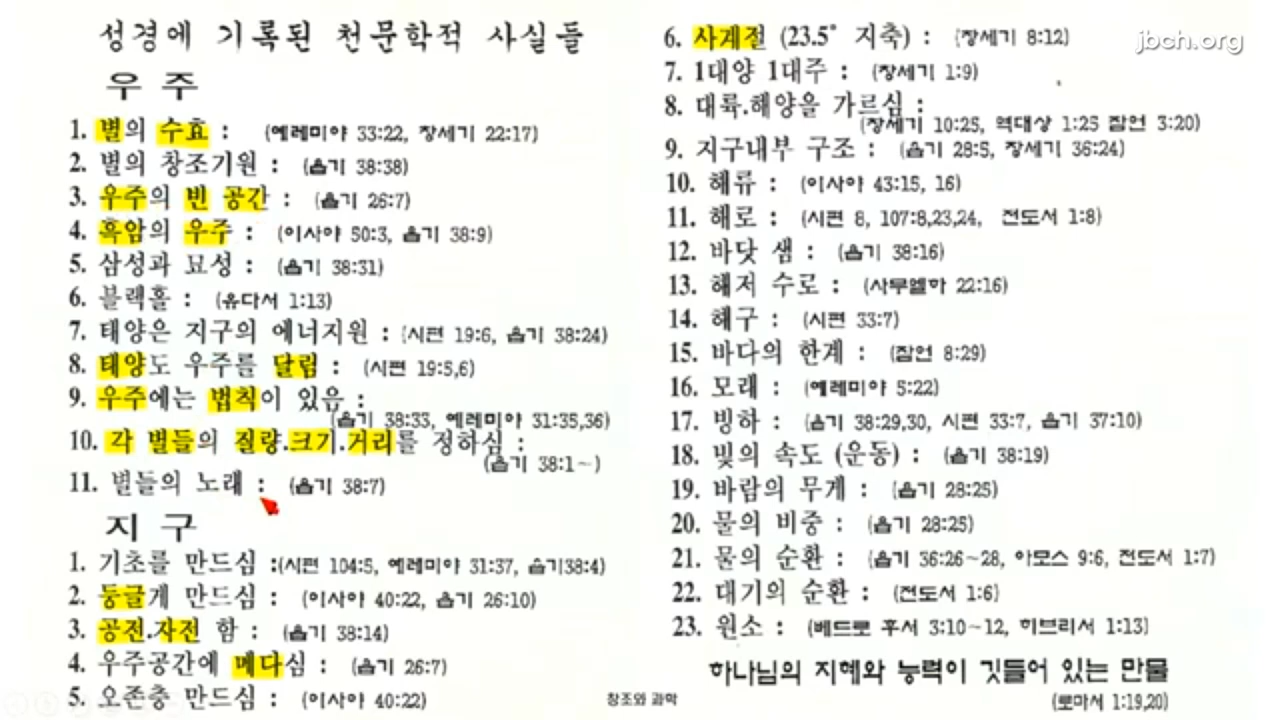 성경에 기록된 천문학적 사실들
우 주
1. 별의 수효 : (예레미야 33:22, 창세기 22:17)
2. 별의 창조기원 : (욥기 38:38)
3. 우주의 빈 공간 : (욥기 26:7)
4. 흑암의 우주 : (이사야 50:3, 욥기 38:9)
5. 삼성과 묘성 : (욥기 38:31)
6. 블랙홀 : (유다서 1:13)
7. 태양은 지구의 에너지원 : (시편 19:6, 욥기 38:24)
8. 태양도 우주를 달림 : (시편 19:5,6)
9. 우주에는 법칙이 있음 :
(욥기 38:33, 예레미야 31:35,36)
10. 각 별들의 질량.크기.거리를 정하심 :
(욥기 38:1~)
11. 별들의 노래 : (욥기 38:7)
지 구
1. 기초를 만드심 :(시편 104:5, 예레미야 31:37, 욥기38:4)
2. 둥글게 만드심 : (이사야 40:22, 욥기 26:10)
3. 공전.자전 함 : (욥기 38:14)
4. 우주공간에 메다심 : (욥기 26:7)
5. 오존층 만드심 : (이사야 40:22)
6. 사계절 (23.5° 지축) : (창세기 8:12)
7. 1대양 1대주 : (창세기 1:9)
8. 대륙.해양을 가르심 :
(창세기 10:25, 역대상 1:25 잠언 3:20)
9. 지구내부 구조 : (욥기 28:5, 창세기 36:24)
10. 해류 : (이사야 43:15, 16)
11. 해로 : (시편 8, 107:8,23,24, 전도서 1:8)
12. 바닷 샘 : (욥기 38:16)
13. 해저 수로 : (사무엘하 22:16)
14. 해구 : (시편 33:7)
15. 바다의 한계 : (잠언 8:29)
16. 모래 : (예레미야 5:22)
17. 빙하 : (욥기 38:29,30, 시편 33:7, 욥기 37:10)
18. 빛의 속도 (운동) : (욥기 38:19)
19. 바람의 무게 : (욥기 28:25)
20. 물의 비중 : (욥기 28:25)
21. 물의 순환 : (욥기 36:26~28, 아모스 9:6, 전도서 1:7)
22. 대기의 순환 : (전도서 1:6)
23. 원소 : (베드로 후서 3:10~12, 히브리서 1:13)
하나님의 지혜와 능력이 깃들어 있는 만물
(로마서 1:19,20)
창조와 과학
jbch.org